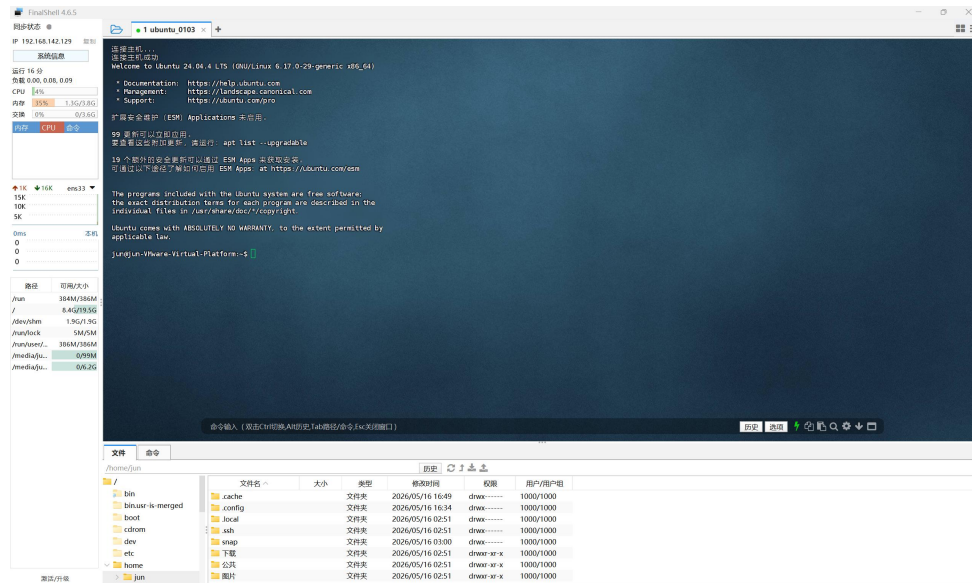 FinalShell 4.6.5
同步状态
1 ubuntu_0103
IP 192.168.142.129 复制
系统信息
运行 16 分
负载 0.00, 0.08, 0.09
CPU 4%
内存 35% 1.3G/3.8G
交换 0% 0/3.6G
内存 CPU 命令
1K 16K ens33
15K
10K
5K
0ms 本机
0
0
0
路径 可用/大小
/run 384M/386M
/ 8.4G/19.5G
/dev/shm 1.9G/1.9G
/run/lock 5M/5M
/run/user/... 386M/386M
/media/ju... 0/99M
/media/ju... 0/6.2G
激活/升级
连接主机...
连接主机成功
Welcome to Ubuntu 24.04.4 LTS (GNU/Linux 6.17.0-29-generic x86_64)
* Documentation: https://help.ubuntu.com
* Management: https://landscape.canonical.com
* Support: https://ubuntu.com/pro
扩展安全维护 (ESM) Applications 未启用。
99 更新可以立即应用。
要查看这些附加更新，请运行: apt list --upgradable
19 个额外的安全更新可以通过 ESM Apps 来获取安装。
可通过以下途径了解如何启用 ESM Apps: at https://ubuntu.com/esm
The programs included with the Ubuntu system are free software;
the exact distribution terms for each program are described in the
individual files in /usr/share/doc/*/copyright.
Ubuntu comes with ABSOLUTELY NO WARRANTY, to the extent permitted by
applicable law.
jun@jun-VMware-Virtual-Platform:~$
命令输入 (双击Ctrl切换,Alt历史,Tab路径/命令,Esc关闭窗口)
历史 选项
文件 命令
/home/jun 历史
/
bin
bin.usr-is-merged
boot
cdrom
dev
etc
home
jun
文件名 大小 类型 修改时间 权限 用户/用户组
.cache 文件夹 2026/05/16 16:49 drwx------ 1000/1000
.config 文件夹 2026/05/16 16:34 drwx------ 1000/1000
.local 文件夹 2026/05/16 02:51 drwx------ 1000/1000
.ssh 文件夹 2026/05/16 02:51 drwx------ 1000/1000
snap 文件夹 2026/05/16 03:00 drwx------ 1000/1000
下载 文件夹 2026/05/16 02:51 drwxr-xr-x 1000/1000
公共 文件夹 2026/05/16 02:51 drwxr-xr-x 1000/1000
图片 文件夹 2026/05/16 02:51 drwxr-xr-x 1000/1000